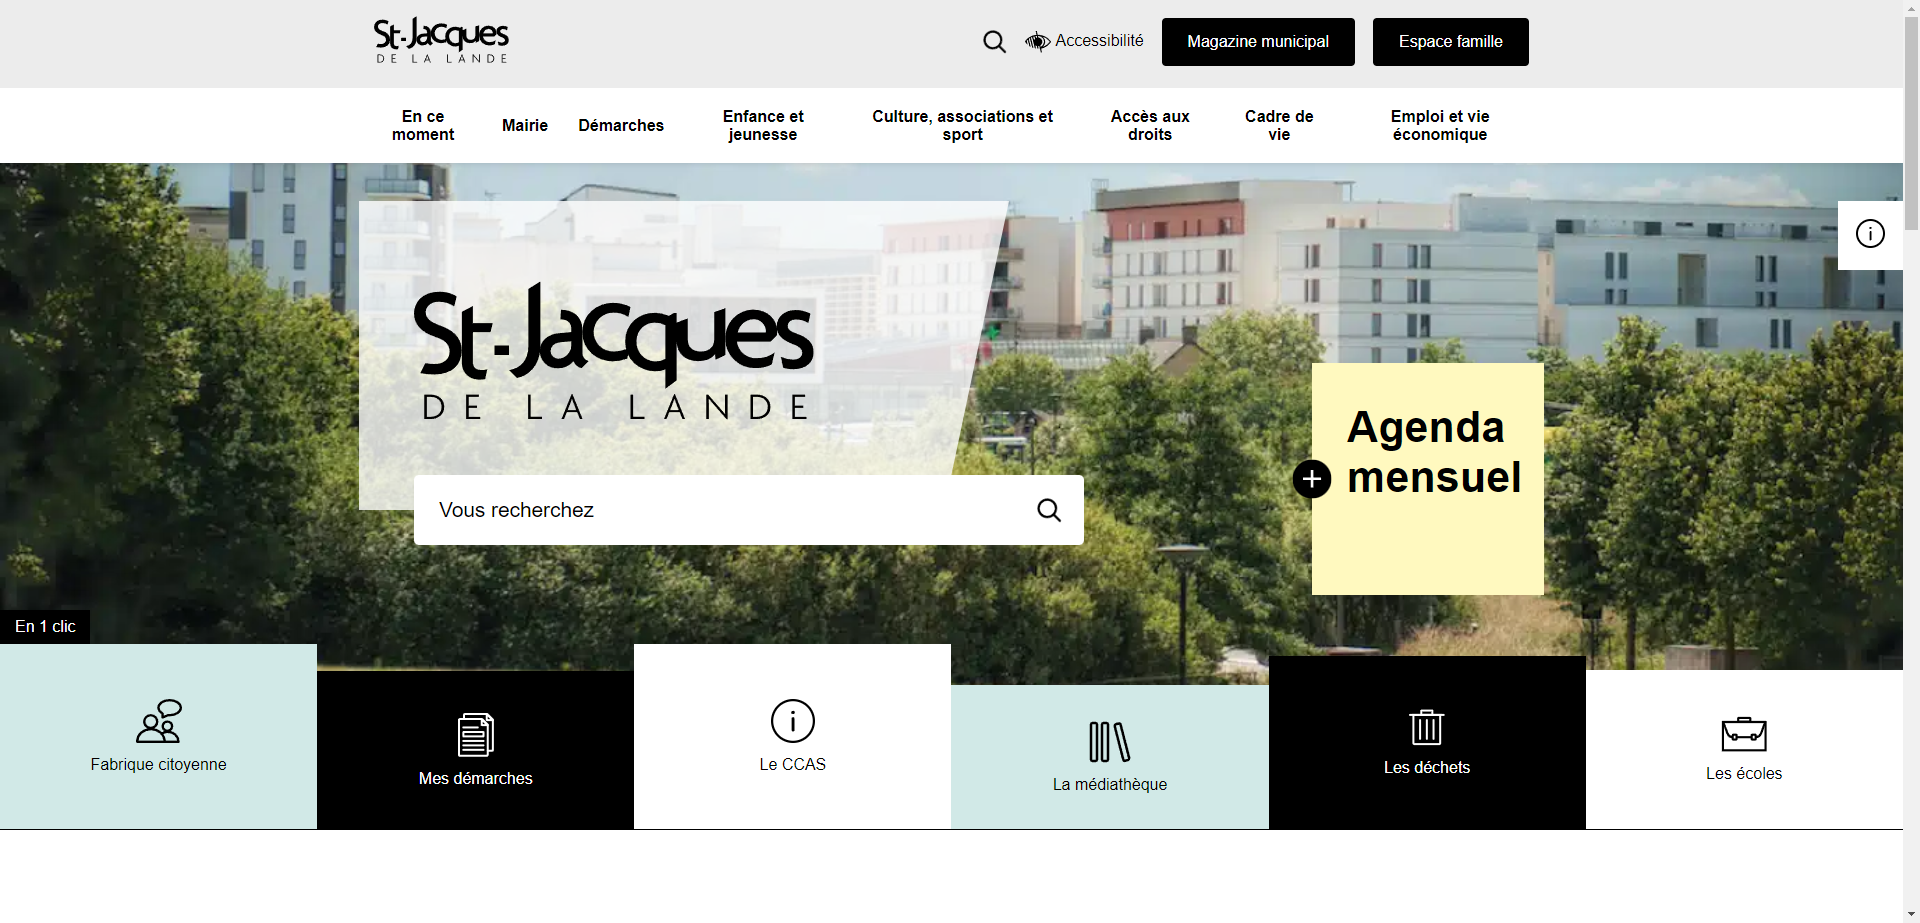 St-Jacques
DE LA LANDE
Accessibilité
Magazine municipal
Espace famille
En ce
moment
Mairie
Démarches
Enfance et
jeunesse
Culture, associations et
sport
Accès aux
droits
Cadre de
vie
Emploi et vie
économique
St-Jacques
DE LA LANDE
Vous recherchez
Agenda
mensuel
En 1 clic
Fabrique citoyenne
Mes démarches
Le CCAS
La médiathèque
Les déchets
Les écoles